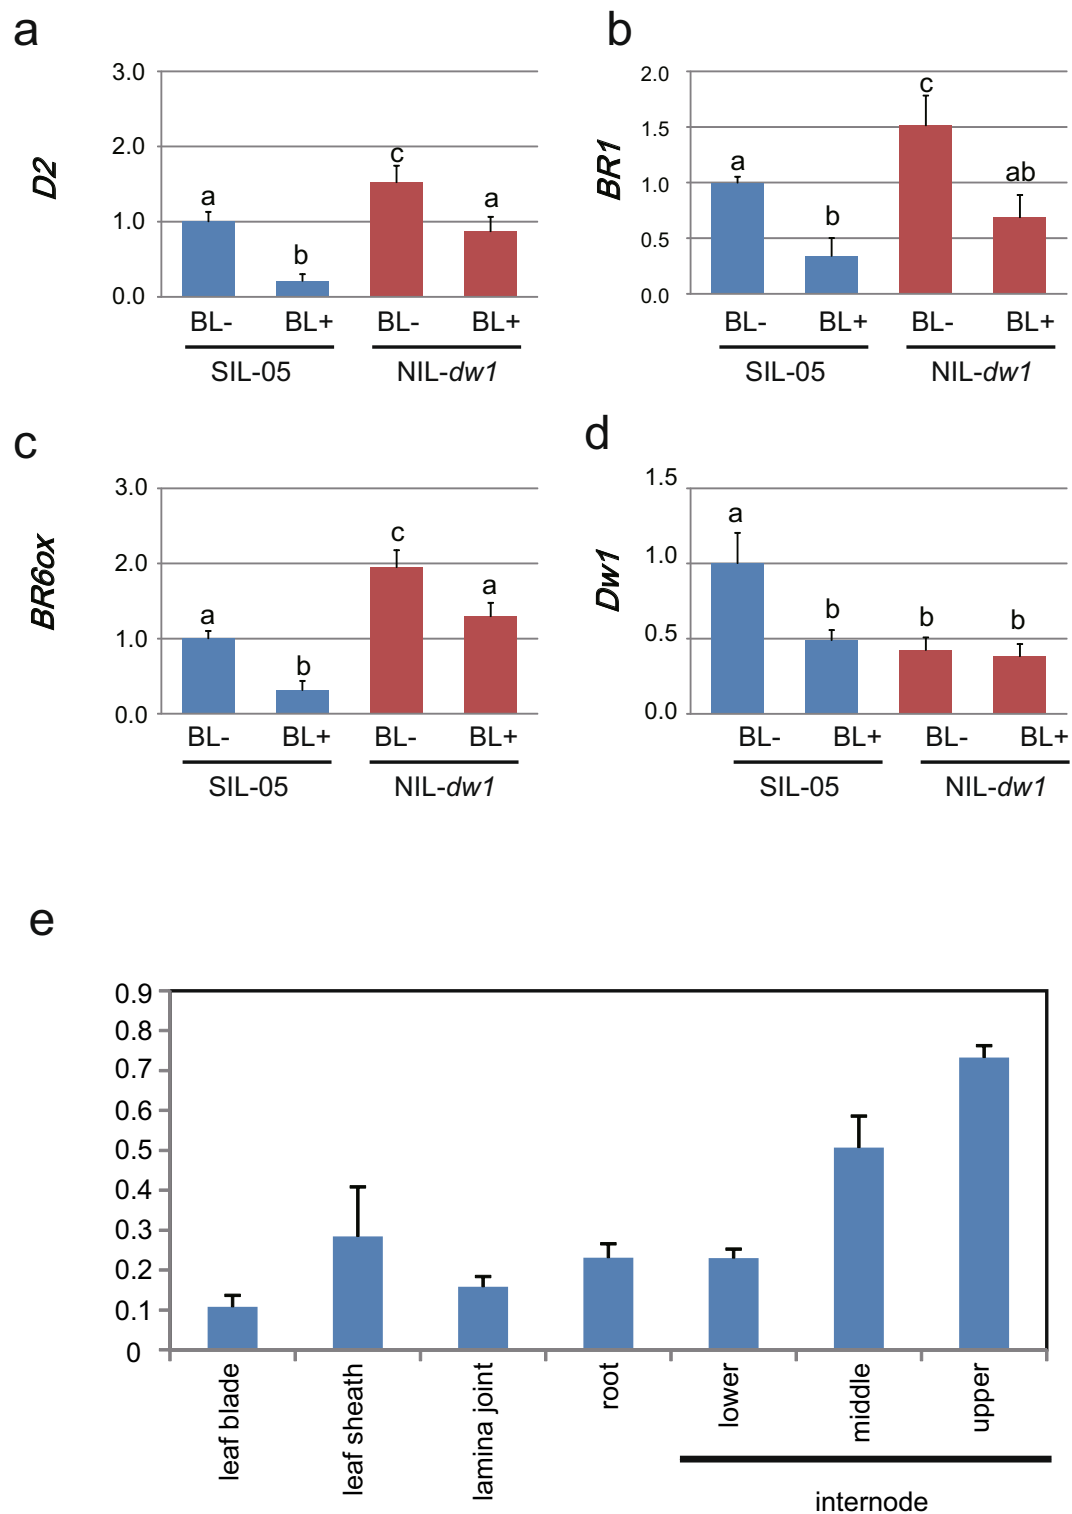 a
3.0
2.0
1.0
0.0
D2
a
b
c
a
BL- BL+ BL- BL+
SIL-05 NIL-dw1
b
2.0
1.5
1.0
0.5
0.0
BR1
a
b
c
ab
BL- BL+ BL- BL+
SIL-05 NIL-dw1
c
3.0
2.0
1.0
0.0
BR6ox
a
b
c
a
BL- BL+ BL- BL+
SIL-05 NIL-dw1
d
1.5
1.0
0.5
0.0
Dw1
a
b
b
b
BL- BL+ BL- BL+
SIL-05 NIL-dw1
e
0.9
0.8
0.7
0.6
0.5
0.4
0.3
0.2
0.1
0
leaf blade
leaf sheath
lamina joint
root
lower
middle
upper
internode